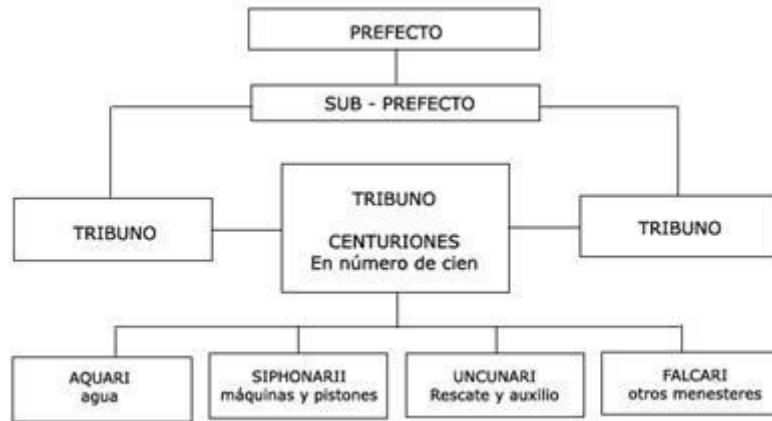 PREFECTO
SUB - PREFECTO
TRIBUNO
TRIBUNO
CENTURIONES
En número de cien
TRIBUNO
AQUARI
agua
SIPHONARII
máquinas y pistones
UNCUNARI
Rescate y auxilio
FALCARI
otros menesteres